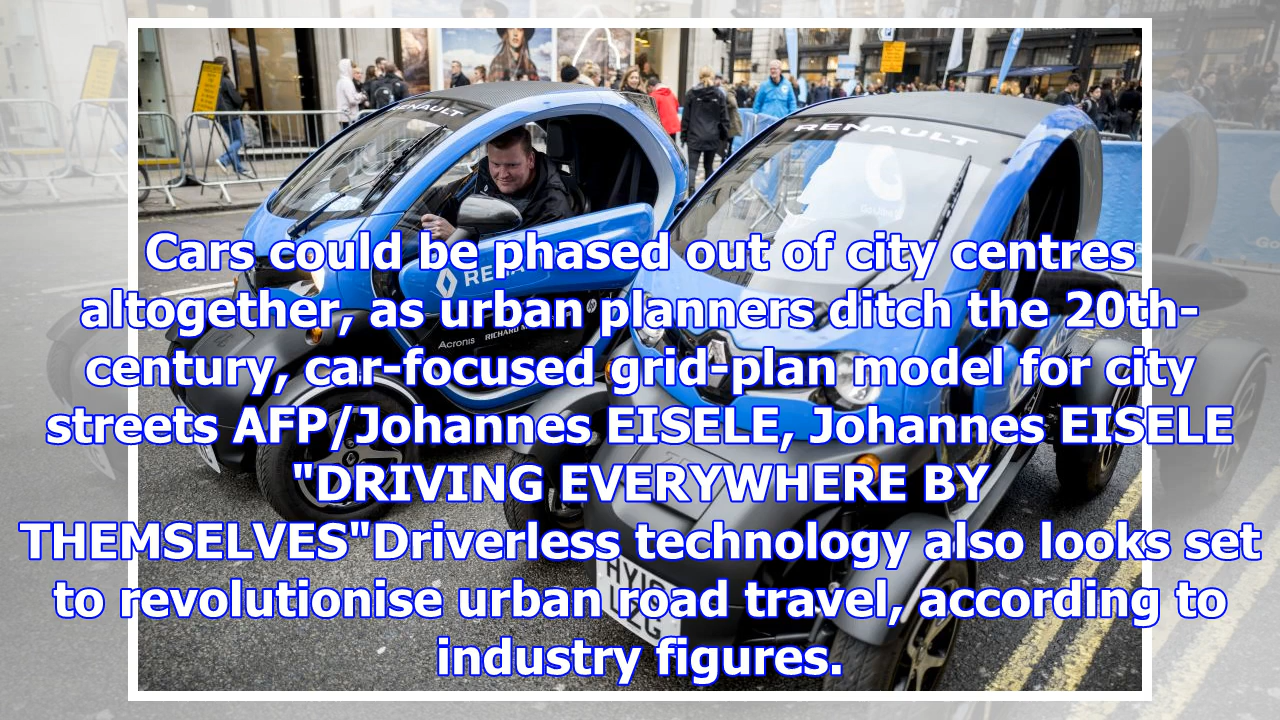 RENAULT
RENAULT
Cars could be phased out of city centres
altogether, as urban planners ditch the 20th-
century, car-focused grid-plan model for city
streets AFP/Johannes EISELE, Johannes EISELE
"DRIVING EVERYWHERE BY
THEMSELVES"Driverless technology also looks set
to revolutionise urban road travel, according to
industry figures.
Acronis
RICHARD